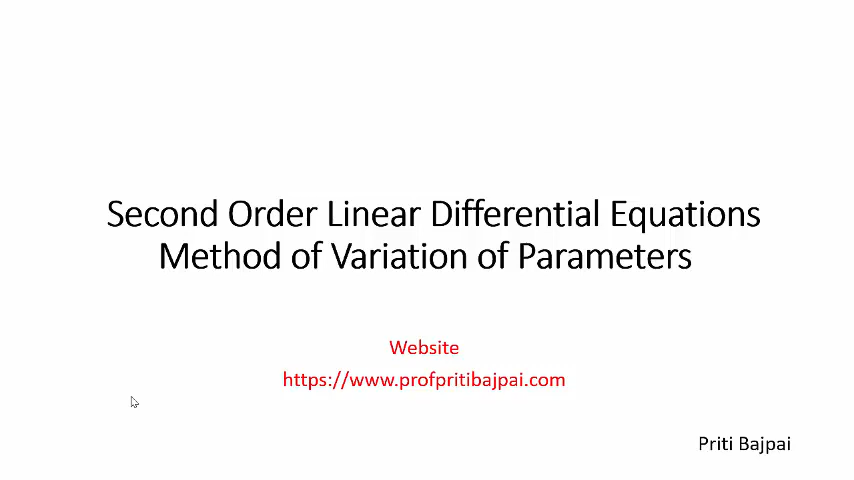 Second Order Linear Differential Equations
Method of Variation of Parameters
Website
https://www.profpritibajpai.com
Priti Bajpai